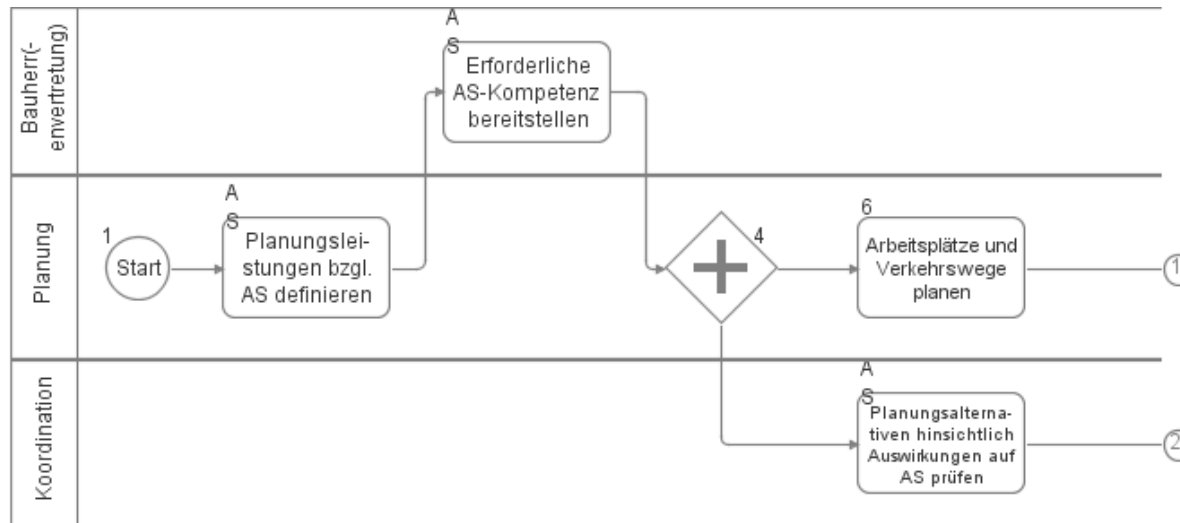 Bauherr(-
envertretung)
A
S
Erforderliche
AS-Kompetenz
bereitstellen
Planung
1
Start
A
S
Planungslei-
stungen bzgl.
AS definieren
4
6
Arbeitsplätze und
Verkehrswege
planen
1
Koordination
A
S
Planungsalterna-
tiven hinsichtlich
Auswirkungen auf
AS prüfen
2